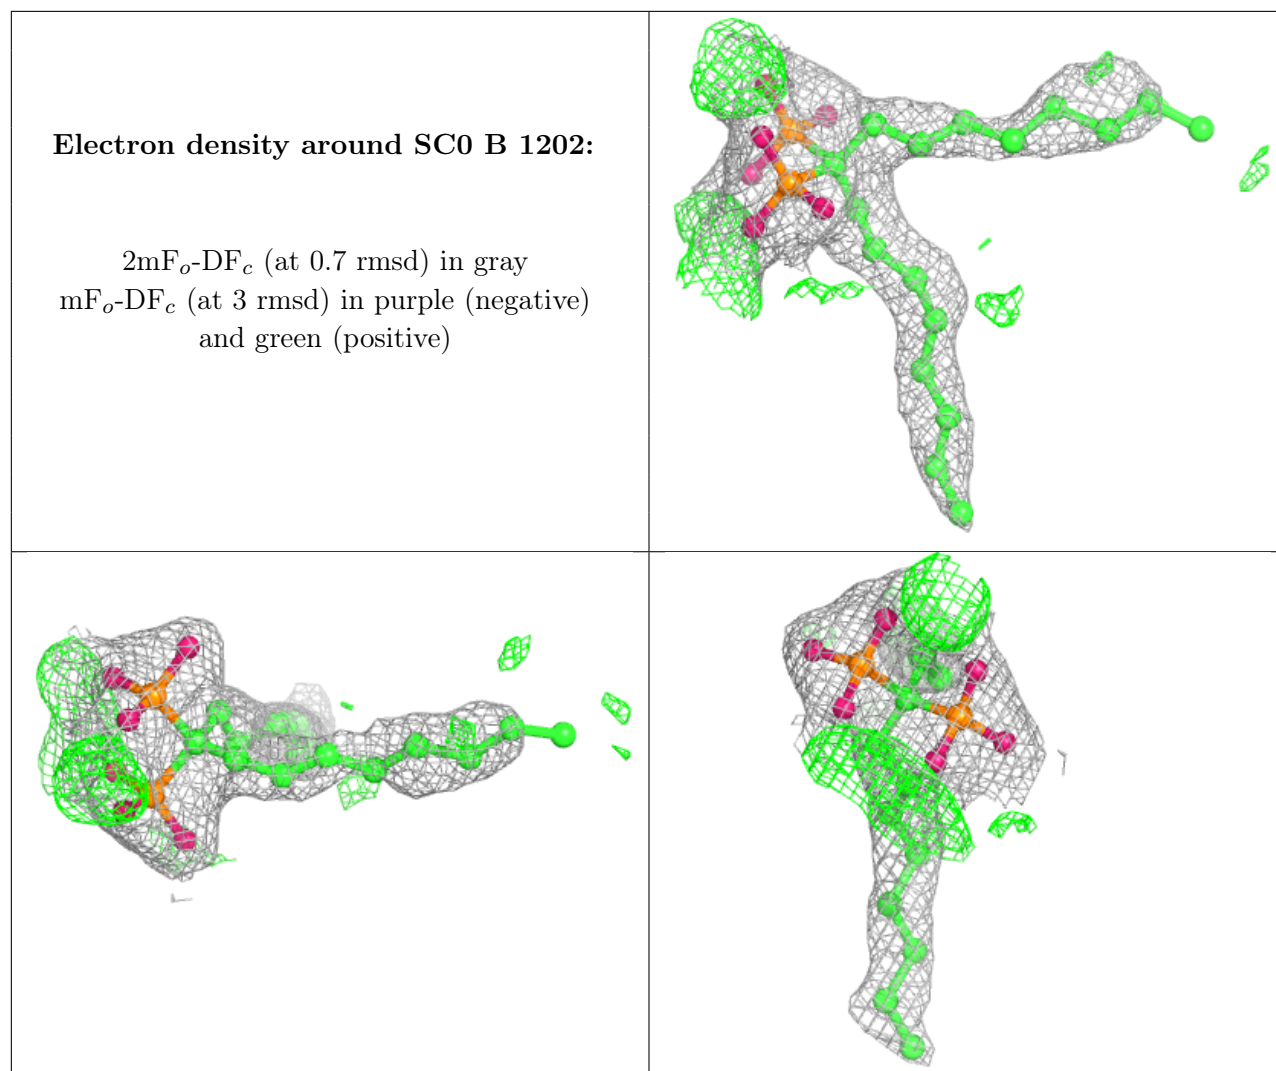 Electron density around SC0 B 1202:
2mFo-DFc (at 0.7 rmsd) in gray
mFo-DFc (at 3 rmsd) in purple (negative)
and green (positive)